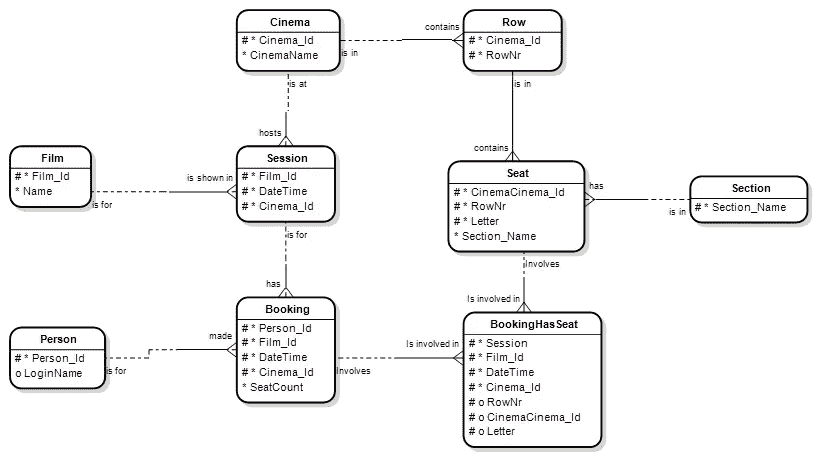 Cinema
# * Cinema_Id
* CinemaName
Row
# * Cinema_Id
# * RowNr
contains
is in
is at
hosts
is in
contains
Film
# * Film_Id
* Name
is shown in
is for
Session
# * Film_Id
# * DateTime
# * Cinema_Id
Seat
# * CinemaCinema_Id
# * RowNr
# * Letter
* Section_Name
has
is in
Section
# * Section_Name
is for
has
Involves
Is involved in
Person
# * Person_Id
o LoginName
made
is for
Booking
# * Person_Id
# * Film_Id
# * DateTime
# * Cinema_Id
* SeatCount
Is involved in
Involves
BookingHasSeat
# * Session
# * Film_Id
# * DateTime
# * Cinema_Id
# o RowNr
# o CinemaCinema_Id
# o Letter